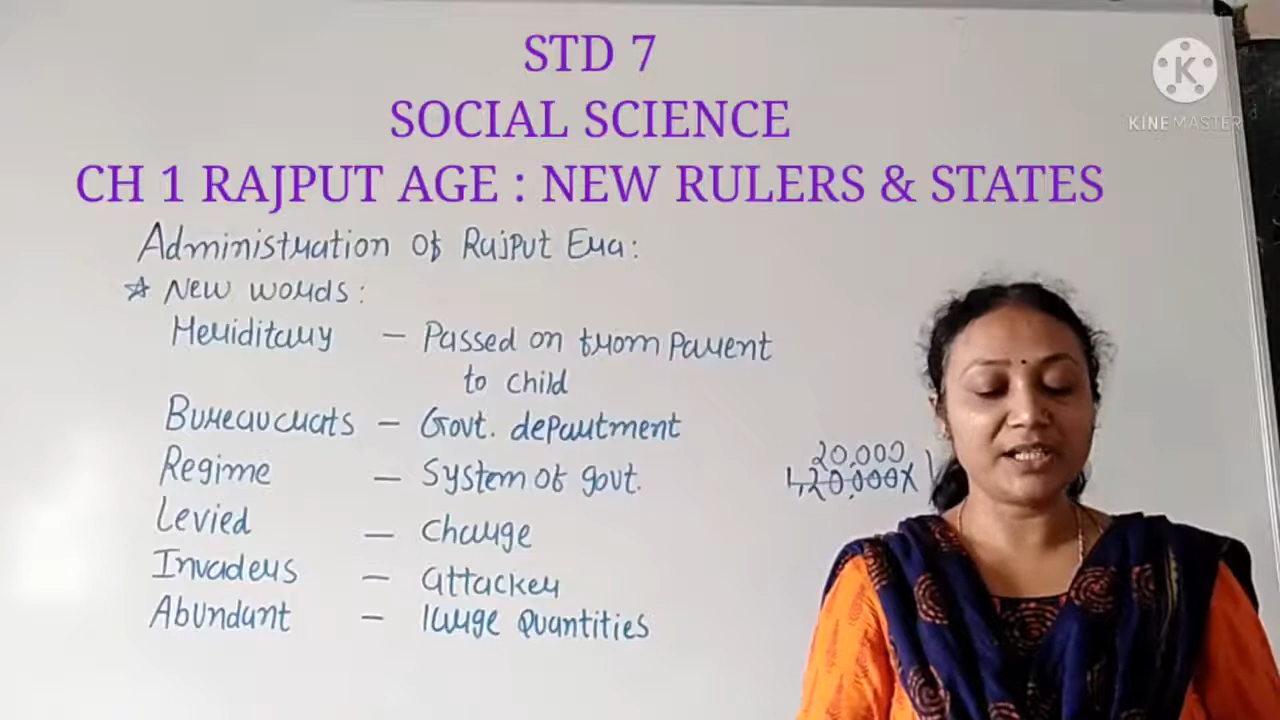 STD 7
SOCIAL SCIENCE
CH 1 RAJPUT AGE : NEW RULERS & STATES
KINEMASTER
Administration of Rajput Era:
☆ New words:
Heriditary – Passed on from Parent
to child
Bureaucrats – Govt. department
Regime – System of govt.
Levied – Charge
Invaders – attacker
Abundant – large Quantities
20,000